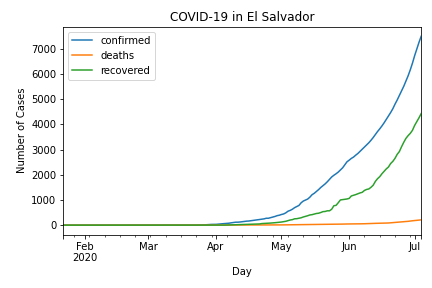 COVID-19 in El Salvador
confirmed
deaths
recovered
7000
6000
5000
4000
3000
2000
1000
0
Number of Cases
Feb Mar Apr May Jun Jul
2020
Day